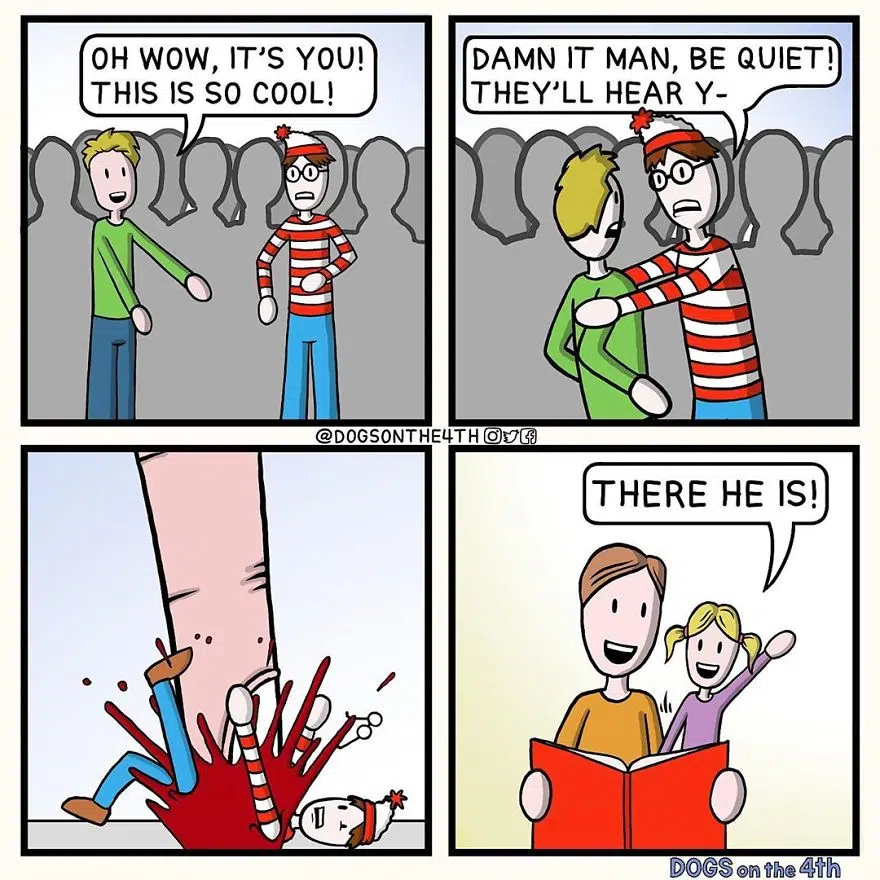 OH WOW, IT'S YOU!
THIS IS SO COOL!
DAMN IT MAN, BE QUIET!
THEY'LL HEAR Y-
@DOGSONTHE4TH
THERE HE IS!
DOGS on the 4th